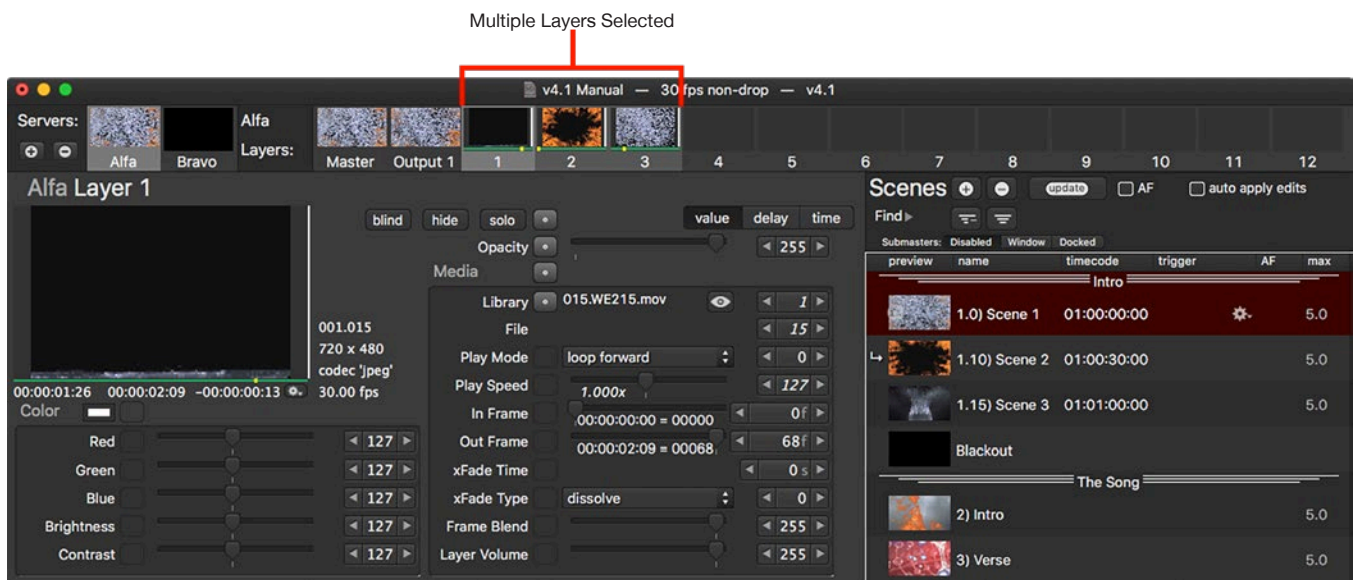 Multiple Layers Selected
v4.1 Manual — 30 fps non-drop — v4.1
Servers:
Alfa
Bravo
Alfa
Layers:
Master
Output 1
1
2
3
4
5
6
7
8
9
10
11
12
Alfa Layer 1
001.015
720 x 480
codec 'jpeg'
30.00 fps
00:00:01:26 00:00:02:09 -00:00:00:13
Color
Red 127
Green 127
Blue 127
Brightness 127
Contrast 127
blind hide solo
value delay time
Opacity 255
Media
Library 015.WE215.mov 1
File 15
Play Mode loop forward 0
Play Speed 1.000x 127
In Frame 00:00:00:00 = 00000 0f
Out Frame 00:00:02:09 = 00068 68f
xFade Time 0 s
xFade Type dissolve 0
Frame Blend 255
Layer Volume 255
Scenes update AF auto apply edits
Find
Submasters: Disabled Window Docked
preview name timecode trigger AF max
Intro
1.0) Scene 1 01:00:00:00 5.0
1.10) Scene 2 01:00:30:00 5.0
1.15) Scene 3 01:01:00:00 5.0
Blackout
The Song
2) Intro 5.0
3) Verse 5.0